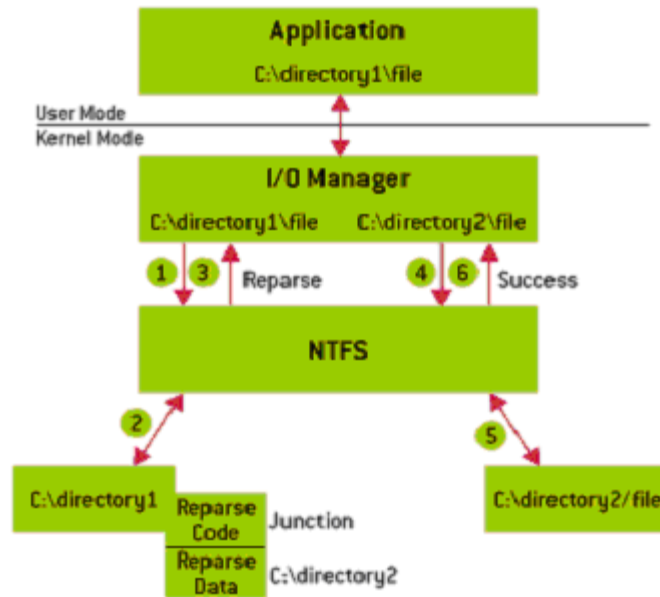 Application
C:\directory1\file
User Mode
Kernel Mode
I/O Manager
C:\directory1\file
C:\directory2\file
1
3
Reparse
4
6
Success
NTFS
2
5
C:\directory1
C:\directory2/file
Reparse
Code
Junction
Reparse
Data
C:\directory2